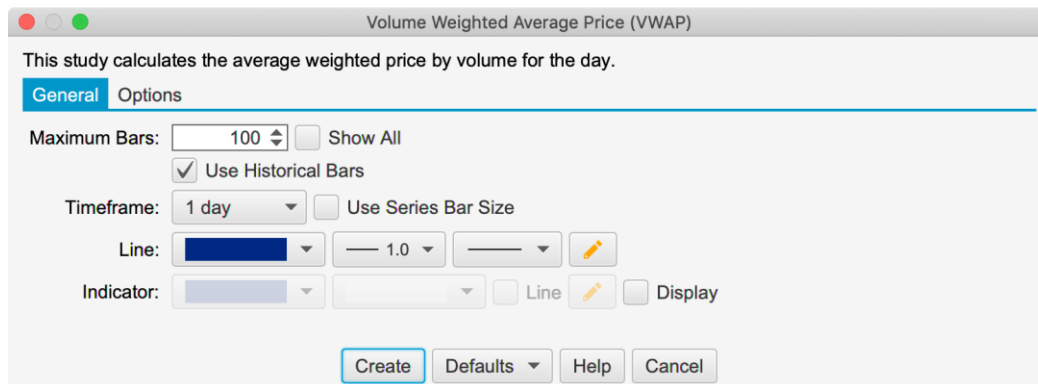 Volume Weighted Average Price (VWAP)
This study calculates the average weighted price by volume for the day.
General Options
Maximum Bars: 100 Show All
Use Historical Bars
Timeframe: 1 day Use Series Bar Size
Line: 1.0
Indicator: Line Display
Create Defaults Help Cancel